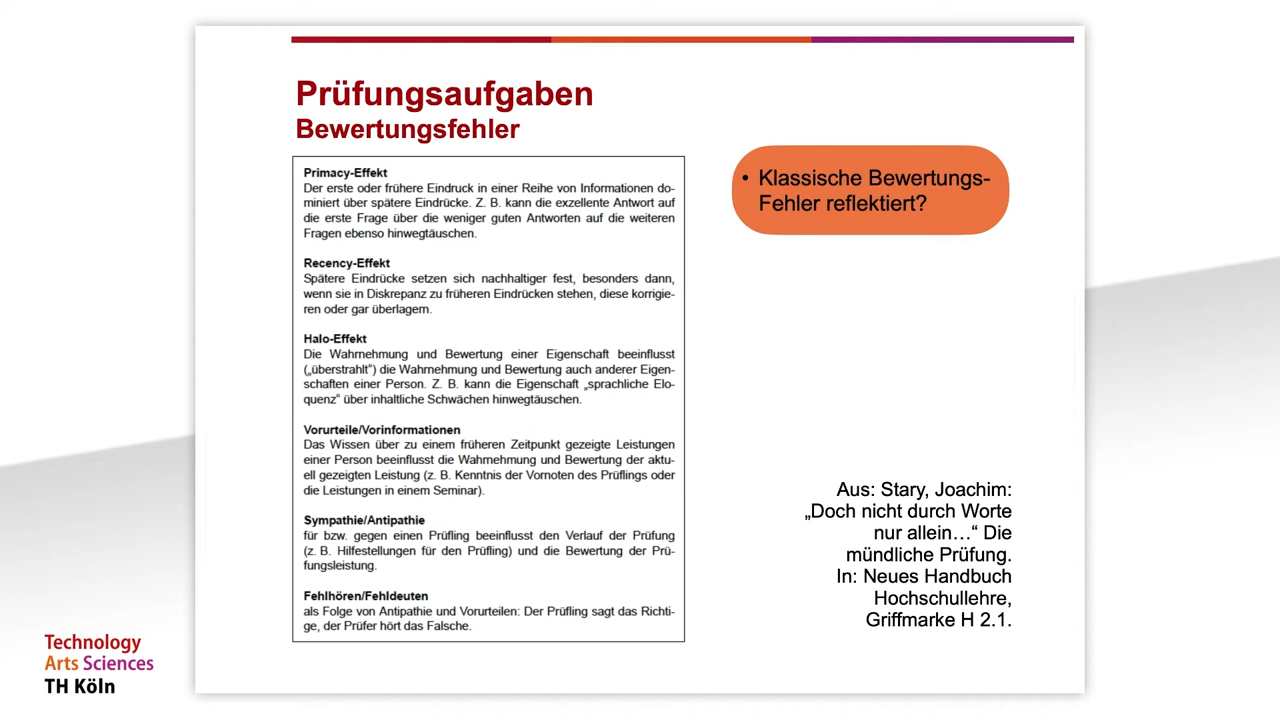 Prüfungsaufgaben
Bewertungsfehler
Primacy-Effekt
Der erste oder frühere Eindruck in einer Reihe von Informationen do-
miniert über spätere Eindrücke. Z. B. kann die exzellente Antwort auf
die erste Frage über die weniger guten Antworten auf die weiteren
Fragen ebenso hinwegtäuschen.
Recency-Effekt
Spätere Eindrücke setzen sich nachhaltiger fest, besonders dann,
wenn sie in Diskrepanz zu früheren Eindrücken stehen, diese korrigie-
ren oder gar überlagern.
Halo-Effekt
Die Wahrnehmung und Bewertung einer Eigenschaft beeinflusst
(„überstrahlt“) die Wahrnehmung und Bewertung auch anderer Eigen-
schaften einer Person. Z. B. kann die Eigenschaft „sprachliche Elo-
quenz“ über inhaltliche Schwächen hinwegtäuschen.
Vorurteile/Vorinformationen
Das Wissen über zu einem früheren Zeitpunkt gezeigte Leistungen
einer Person beeinflusst die Wahrnehmung und Bewertung der aktu-
ell gezeigten Leistung (z. B. Kenntnis der Vornoten des Prüflings oder
die Leistungen in einem Seminar).
Sympathie/Antipathie
für bzw. gegen einen Prüfling beeinflusst den Verlauf der Prüfung
(z. B. Hilfestellungen für den Prüfling) und die Bewertung der Prü-
fungsleistung.
Fehlhören/Fehldeuten
als Folge von Antipathie und Vorurteilen: Der Prüfling sagt das Richti-
ge, der Prüfer hört das Falsche.
• Klassische Bewertungs-
Fehler reflektiert?
Aus: Stary, Joachim:
„Doch nicht durch Worte
nur allein…“ Die
mündliche Prüfung.
In: Neues Handbuch
Hochschullehre,
Griffmarke H 2.1.
Technology
Arts Sciences
TH Köln